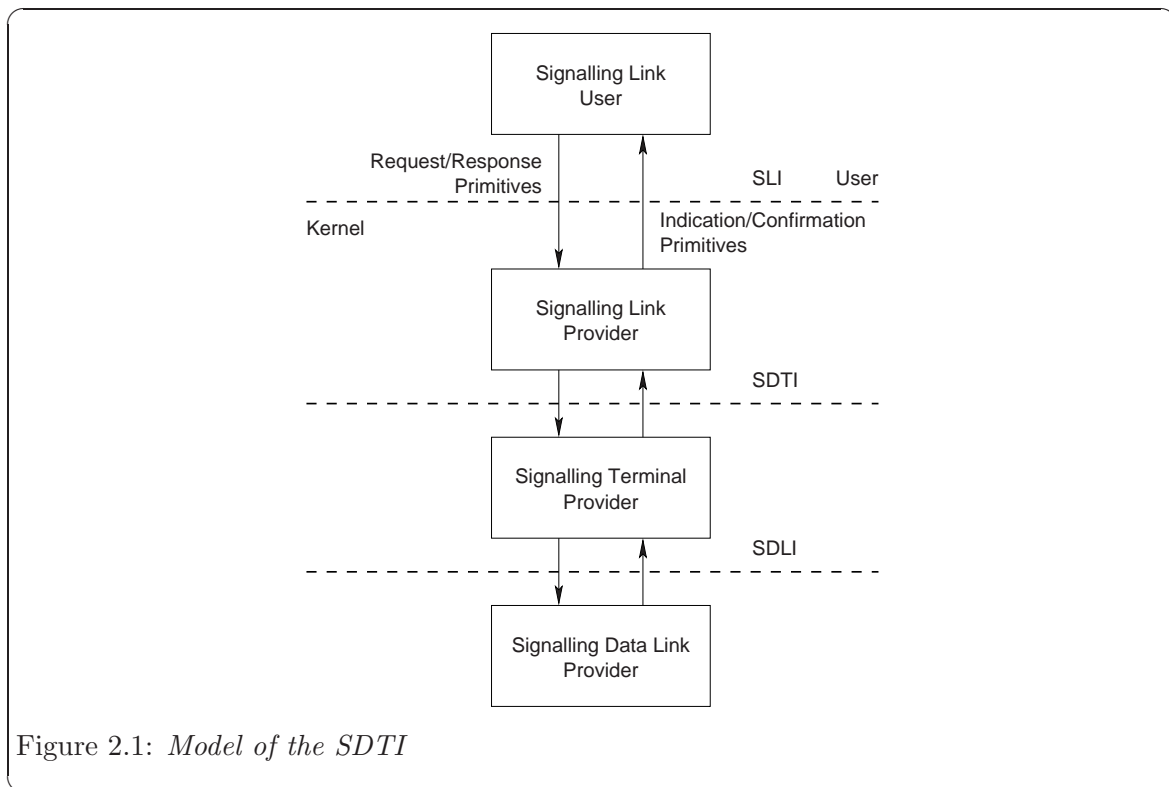 Signalling Link
User
Request/Response
Primitives
SLI User
Kernel
Indication/Confirmation
Primitives
Signalling Link
Provider
SDTI
Signalling Terminal
Provider
SDLI
Signalling Data Link
Provider
Figure 2.1: Model of the SDTI